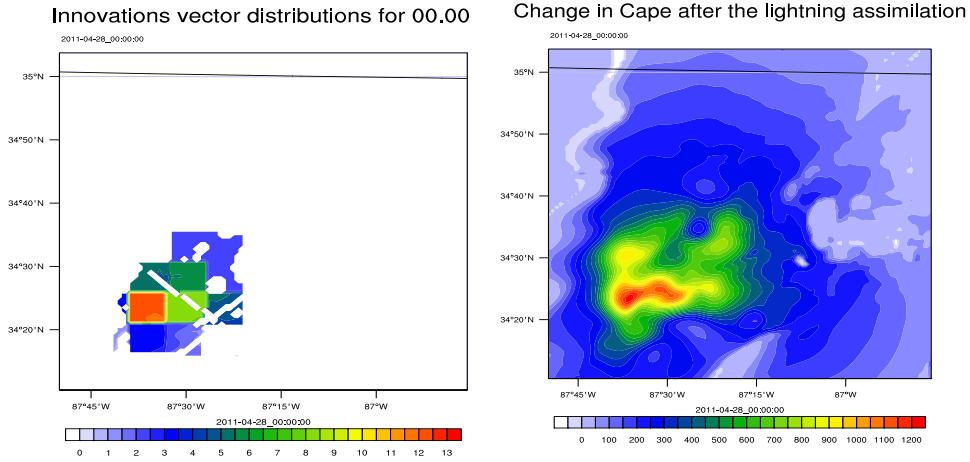 Innovations vector distributions for 00.00
2011-04-28_00:00:00
35°N
34°50'N
34°40'N
34°30'N
34°20'N
87°45'W 87°30'W 87°15'W 87°W
2011-04-28_00:00:00
0 1 2 3 4 5 6 7 8 9 10 11 12 13
Change in Cape after the lightning assimilation
2011-04-28_00:00:00
35°N
34°50'N
34°40'N
34°30'N
34°20'N
87°45'W 87°30'W 87°15'W 87°W
2011-04-28_00:00:00
0 100 200 300 400 500 600 700 800 900 1000 1100 1200